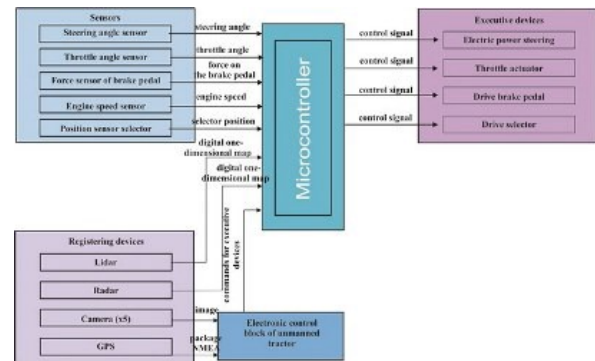 Sensors
Steering angle sensor
Throttle angle sensor
Force sensor of brake pedal
Engine speed sensor
Position sensor selector
steering angle
throttle angle
force on
the brake pedal
engine speed
selector position
digital one-
dimensional map
digital one-
dimensional map
commands for executive
devices
Microcontroller
control signal
control signal
control signal
control signal
Executive devices
Electric power steering
Throttle actuator
Drive brake pedal
Drive selector
Registering devices
Lidar
Radar
Camera (x5)
GPS
image
package
NMEA
Electronic control
block of unmanned
tractor